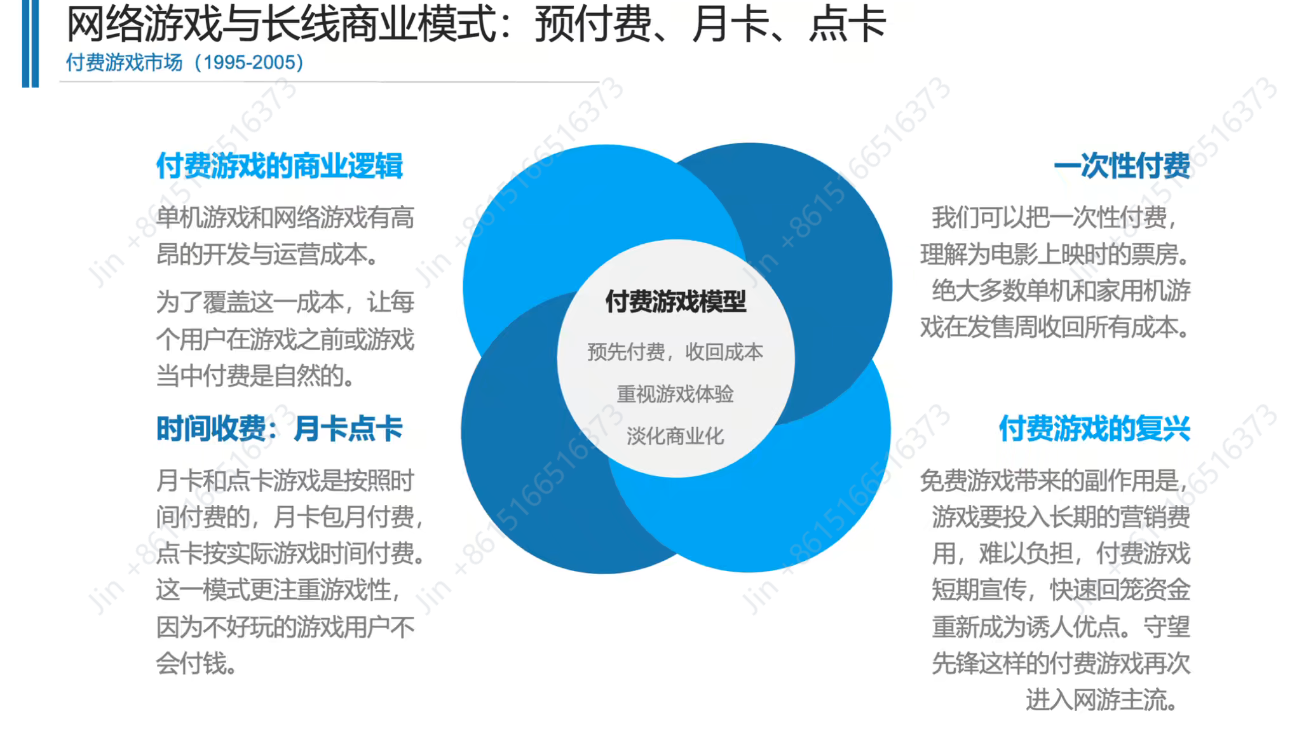 网络游戏与长线商业模式：预付费、月卡、点卡
付费游戏市场（1995-2005）
付费游戏的商业逻辑
单机游戏和网络游戏有高
昂的开发与运营成本。
为了覆盖这一成本，让每
个用户在游戏之前或游戏
当中付费是自然的。
时间收费：月卡点卡
月卡和点卡游戏是按照时
间付费的，月卡包月付费，
点卡按实际游戏时间付费。
这一模式更注重游戏性，
因为不好玩的游戏用户不
会付钱。
付费游戏模型
预先付费，收回成本
重视游戏体验
淡化商业化
一次性付费
我们可以把一次性付费，
理解为电影上映时的票房。
绝大多数单机和家用机游
戏在发售周收回所有成本。
付费游戏的复兴
免费游戏带来的副作用是，
游戏要投入长期的营销费
用，难以负担，付费游戏
短期宣传，快速回笼资金
重新成为诱人优点。守望
先锋这样的付费游戏再次
进入网游主流。
Jin +8615166516373
Jin +8615166516373
Jin +8615166516373
Jin +8615166516373
Jin +8615166516373
Jin +8615166516373
Jin +8615166516373
Jin +8615166516373